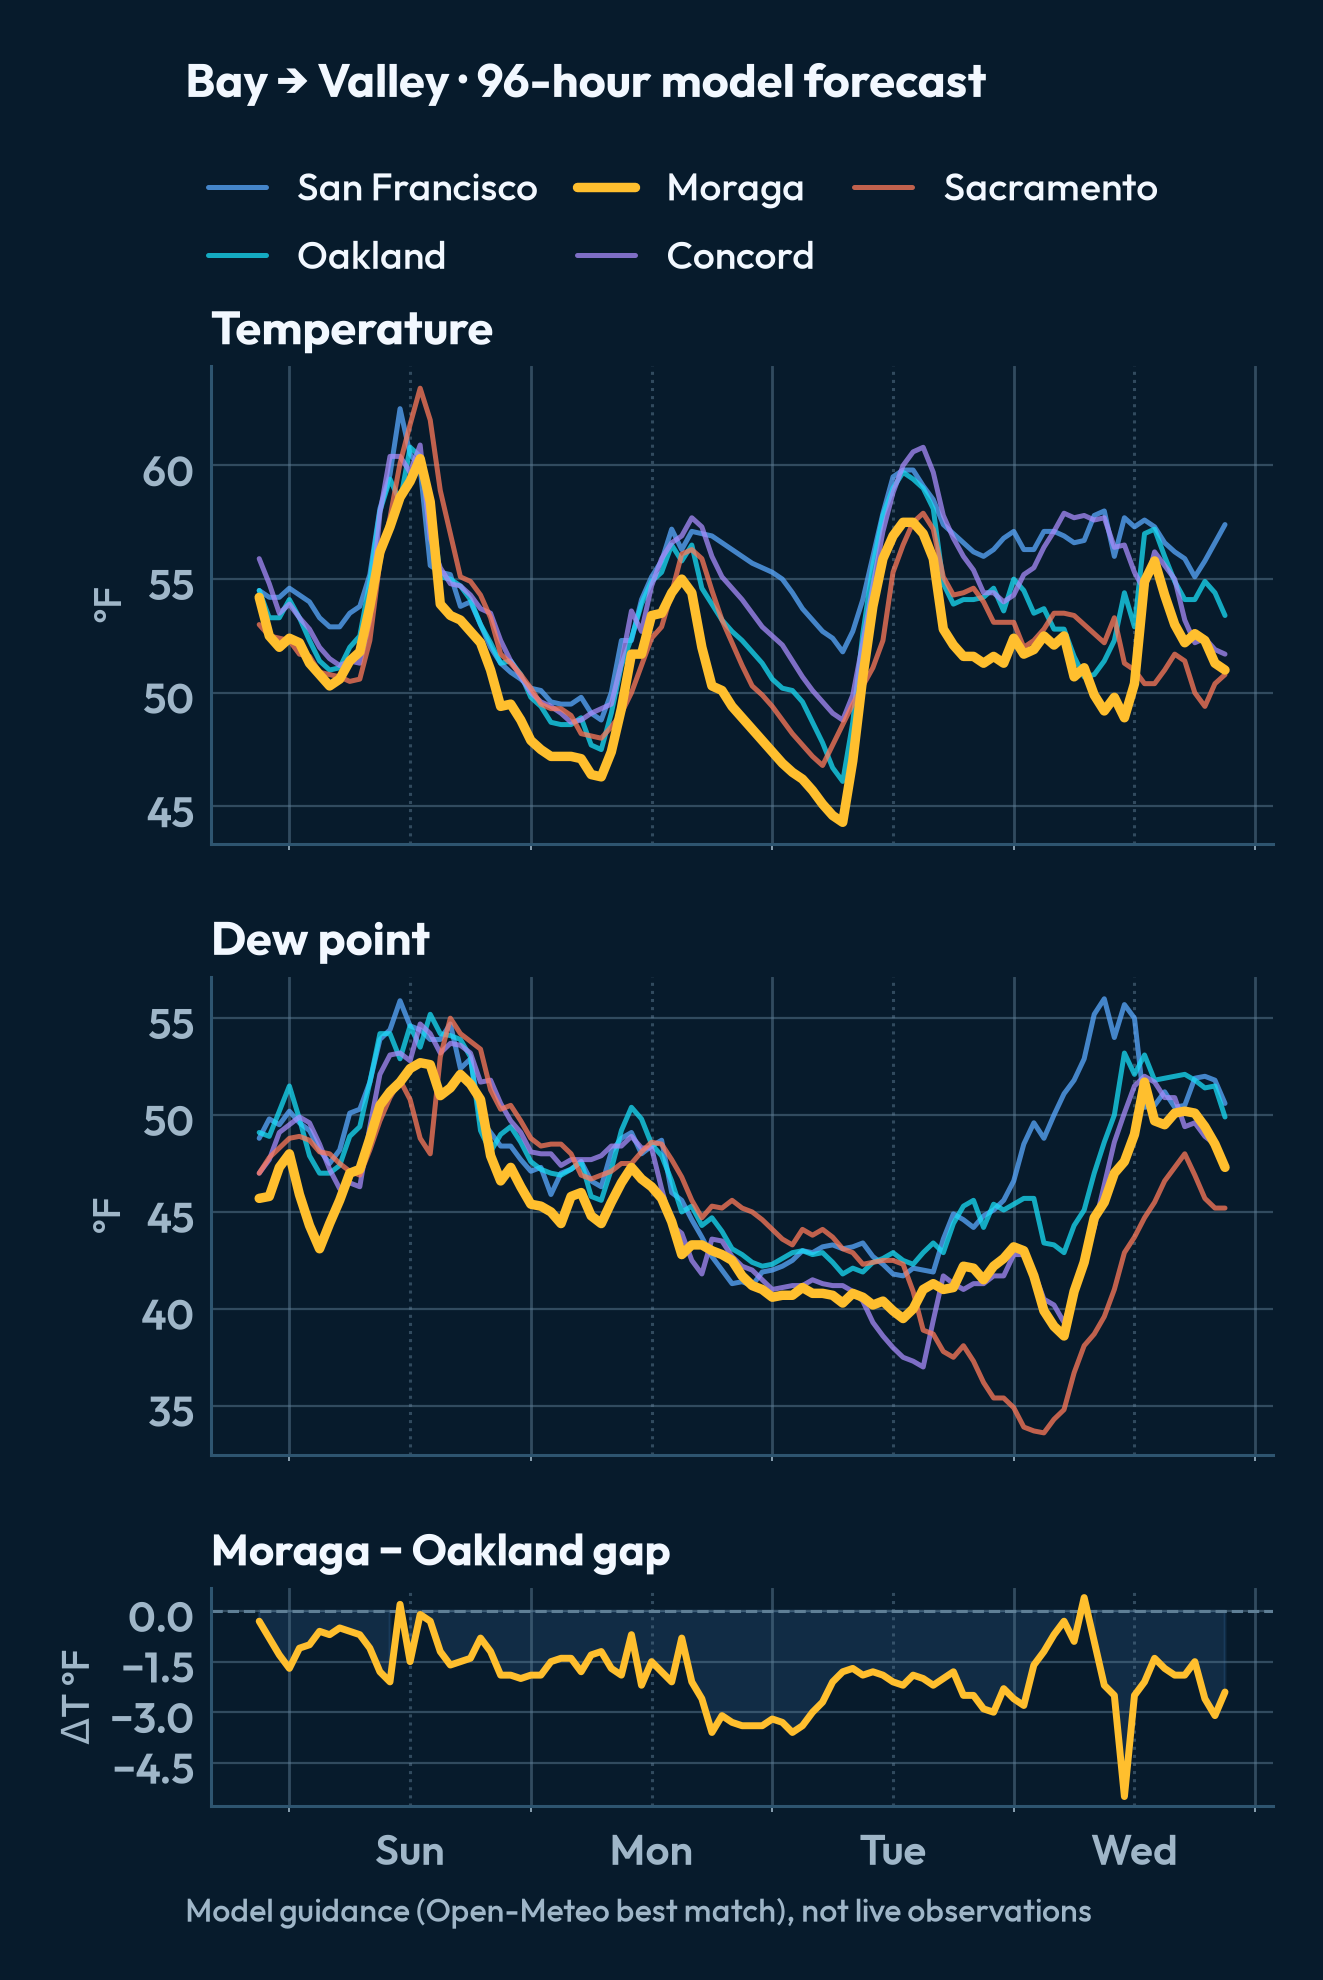 Bay → Valley · 96-hour model forecast
San Francisco Moraga Sacramento
Oakland Concord
Temperature
°F
60
55
50
45
Dew point
°F
55
50
45
40
35
Moraga − Oakland gap
ΔT °F
0.0
−1.5
−3.0
−4.5
Sun Mon Tue Wed
Model guidance (Open-Meteo best match), not live observations